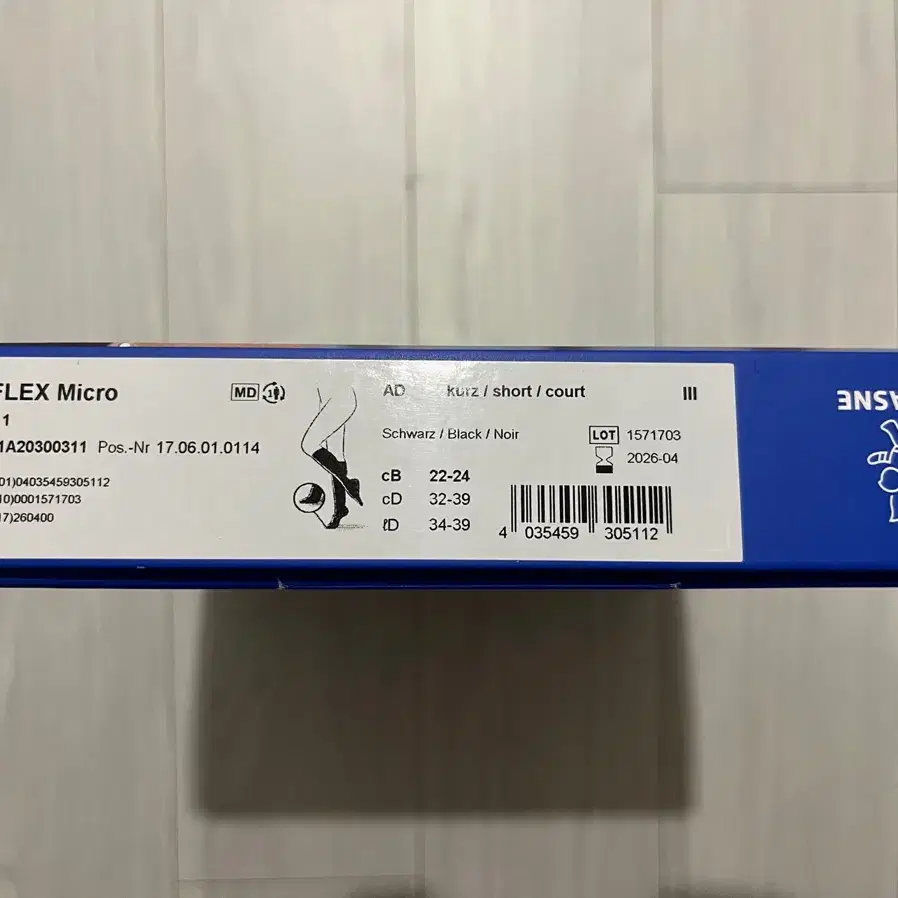 FLEX Micro
MD
1
1
1A20300311 Pos.-Nr 17.06.01.0114
01)04035459305112
10)0001571703
17)260400
AD kurz / short / court III
Schwarz / Black / Noir
LOT 1571703
2026-04
cB 22-24
cD 32-39
ℓD 34-39
4 035459 305112
ASNE